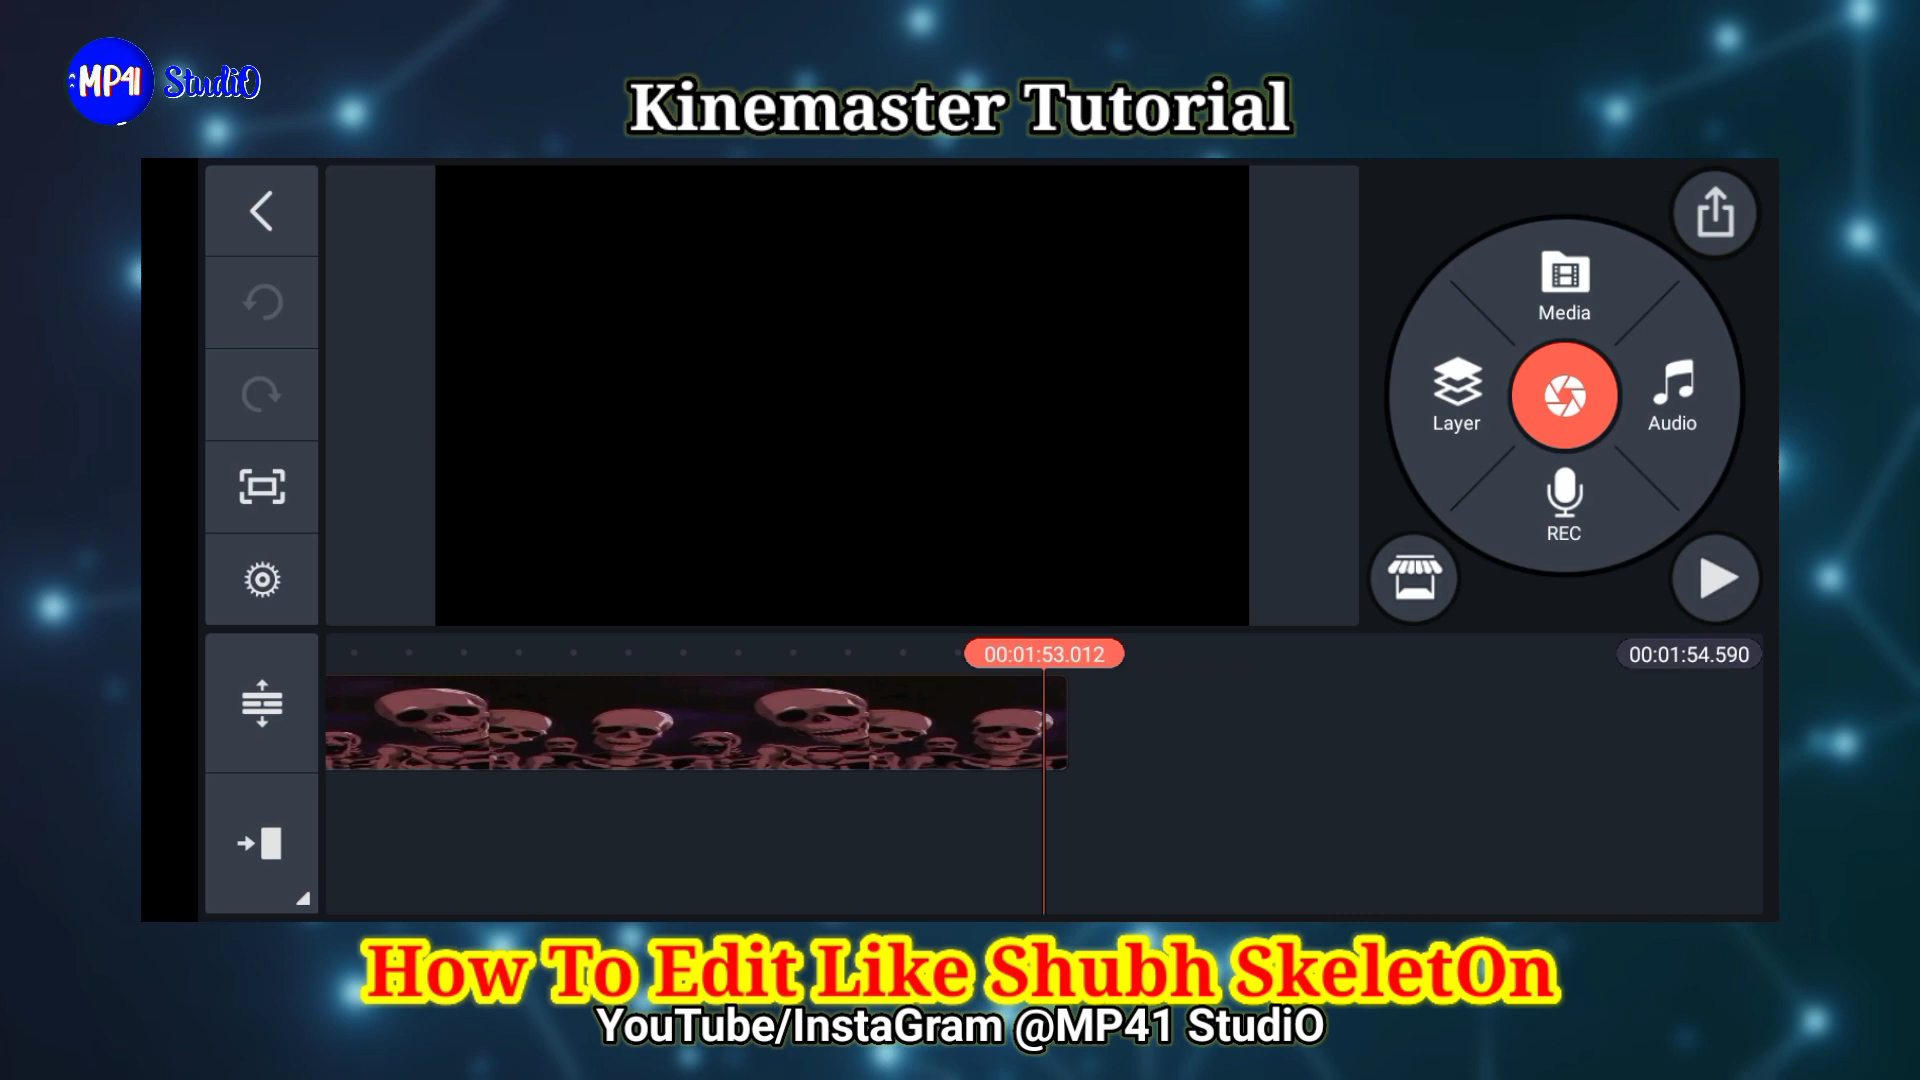 MP41 StudiO
Kinemaster Tutorial
Media
Layer
Audio
REC
00:01:53.012
00:01:54.590
How To Edit Like Shubh SkeletOn
YouTube/InstaGram @MP41 StudiO